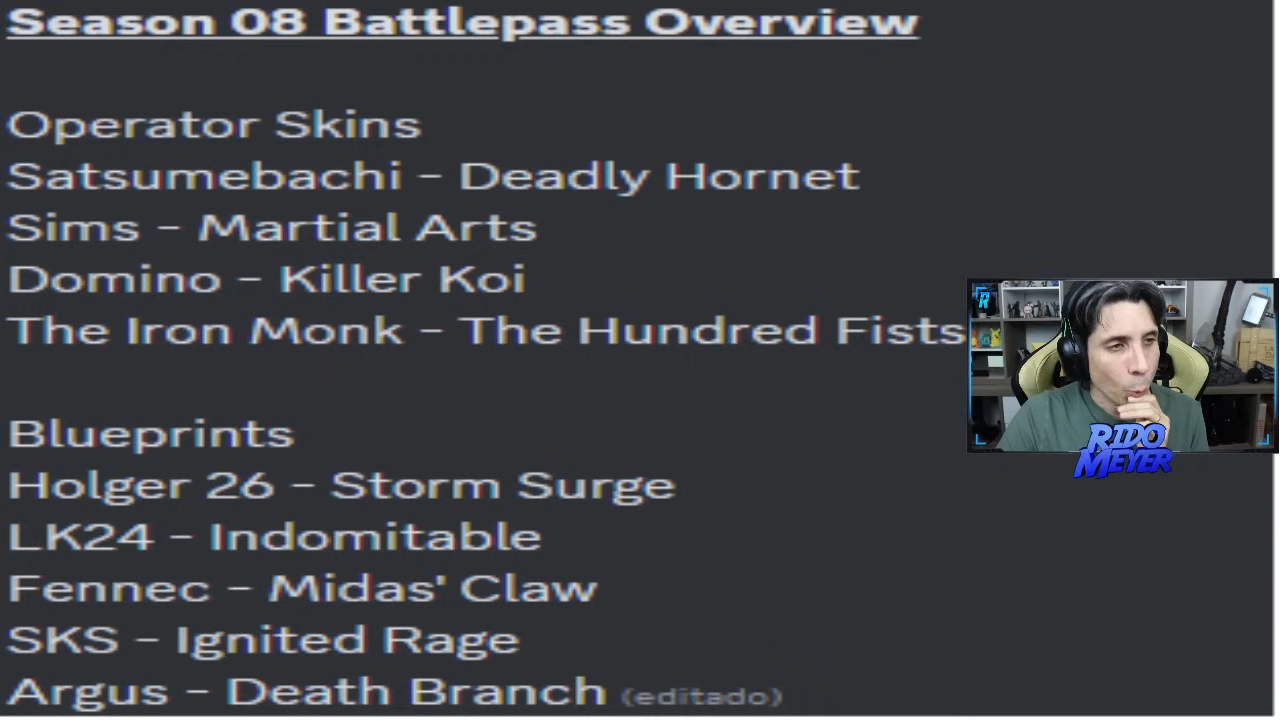 Season 08 Battlepass Overview
Operator Skins
Satsumebachi - Deadly Hornet
Sims - Martial Arts
Domino - Killer Koi
The Iron Monk - The Hundred Fists
Blueprints
Holger 26 - Storm Surge
LK24 - Indomitable
Fennec - Midas' Claw
SKS - Ignited Rage
Argus - Death Branch (editado)
R
RIDO
MEYER